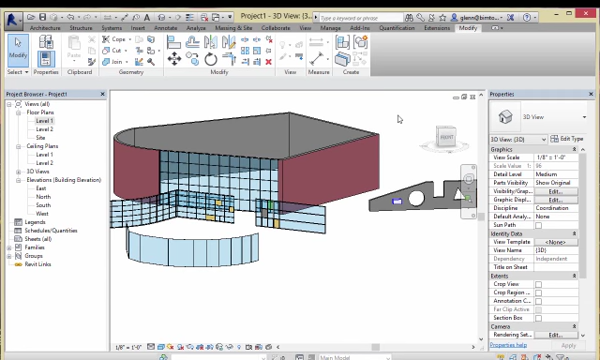 Project1 - 3D View: {3...
Type a keyword or phrase
glenn@bimto...
Architecture
Structure
Systems
Insert
Annotate
Analyze
Massing & Site
Collaborate
View
Manage
Add-Ins
Quantification
Extensions
Modify
Modify
Paste
Cope
Cut
Join
Select
Properties
Clipboard
Geometry
Modify
View
Measure
Create
Project Browser - Project1
Views (all)
Floor Plans
Level 1
Level 2
Site
Ceiling Plans
Level 1
Level 2
3D Views
Elevations (Building Elevation)
East
North
South
West
Legends
Schedules/Quantities
Sheets (all)
Families
Groups
Revit Links
FRONT
Properties
3D View
3D View: {3D}
Edit Type
Graphics
View Scale 1/8" = 1'-0"
Scale Value 1: 96
Detail Level Medium
Parts Visibility Show Original
Visibility/Grap... Edit...
Graphic Displ... Edit...
Discipline Coordination
Default Analy... None
Sun Path
Identity Data
View Template <None>
View Name {3D}
Dependency Independent
Title on Sheet
Extents
Crop View
Crop Region ...
Annotation C...
Far Clip Active
Section Box
Camera
Rendering Set... Edit...
Properties help
Apply
1/8" = 1'-0"
Main Model